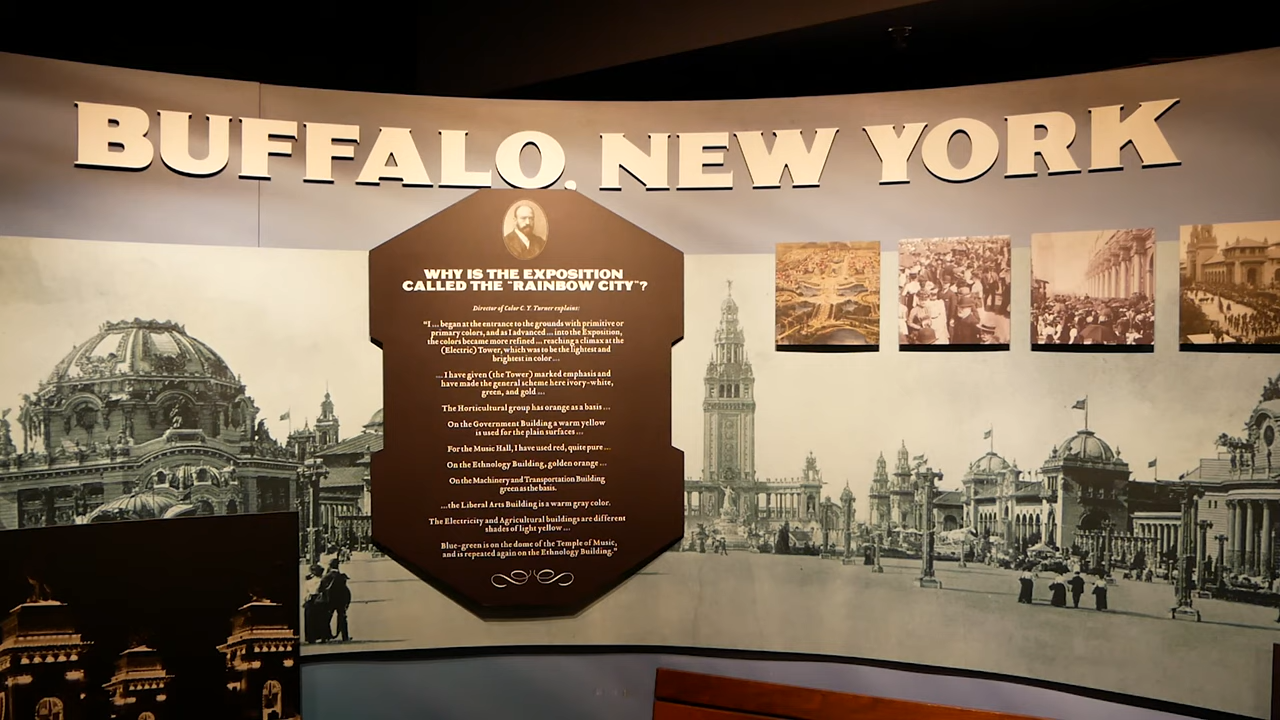 BUFFALO, NEW YORK
WHY IS THE EXPOSITION
CALLED THE "RAINBOW CITY"?
Director of Color C. Y. Turner explains:
"I ... began at the entrance to the grounds with primitive or
primary colors, and as I advanced ... into the Exposition,
the colors became more refined ... reaching a climax at the
(Electric) Tower, which was to be the lightest and
brightest in color ...
... I have given (the Tower) marked emphasis and
have made the general scheme here ivory-white,
green, and gold ...
The Horticultural group has orange as a basis ...
On the Government Building a warm yellow
is used for the plain surfaces ...
For the Music Hall, I have used red, quite pure ...
On the Ethnology Building, golden orange ...
On the Machinery and Transportation Building
green as the basis.
...the Liberal Arts Building is a warm gray color.
The Electricity and Agricultural buildings are different
shades of light yellow ...
Blue-green is on the dome of the Temple of Music,
and is repeated again on the Ethnology Building."